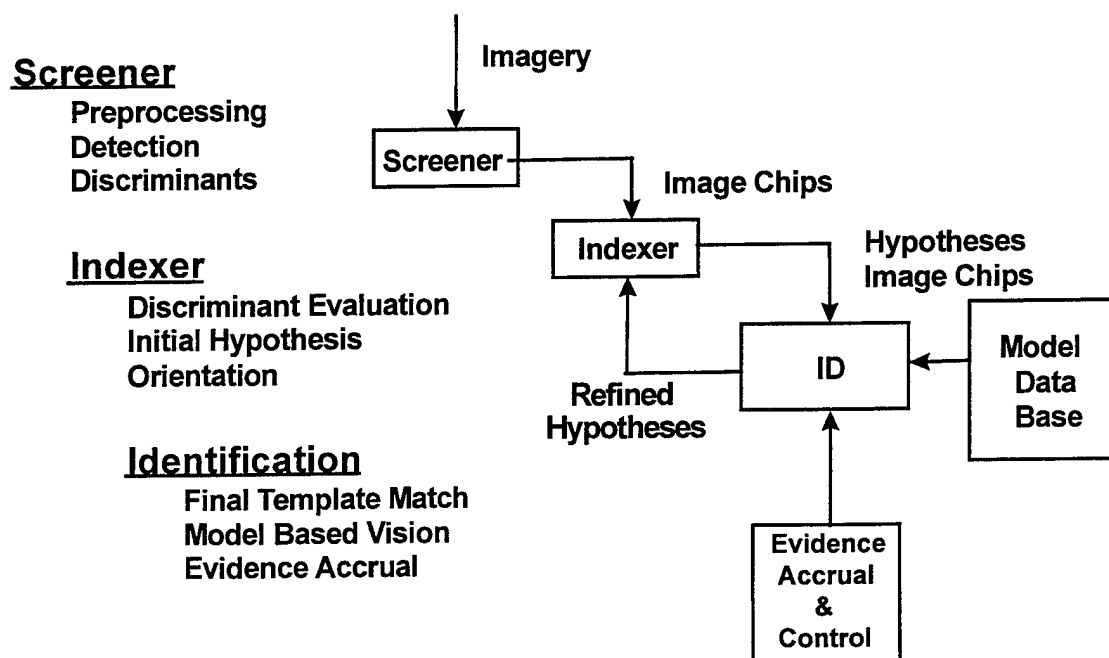 Screener
Preprocessing
Detection
Discriminants
Indexer
Discriminant Evaluation
Initial Hypothesis
Orientation
Identification
Final Template Match
Model Based Vision
Evidence Accrual
Imagery
Screener
Image Chips
Indexer
Hypotheses
Image Chips
Refined
Hypotheses
ID
Model
Data
Base
Evidence
Accrual
&
Control